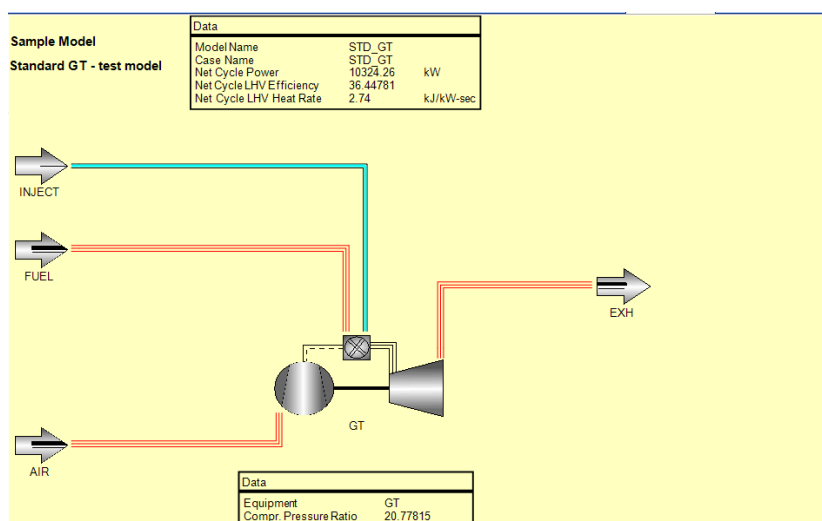 Sample Model
Standard GT - test model
Data
Model Name STD_GT
Case Name STD_GT
Net Cycle Power 10324.26 kW
Net Cycle LHV Efficiency 36.44781
Net Cycle LHV Heat Rate 2.74 kJ/kW-sec
INJECT
FUEL
EXH
GT
AIR
Data
Equipment GT
Compr. Pressure Ratio 20.77815